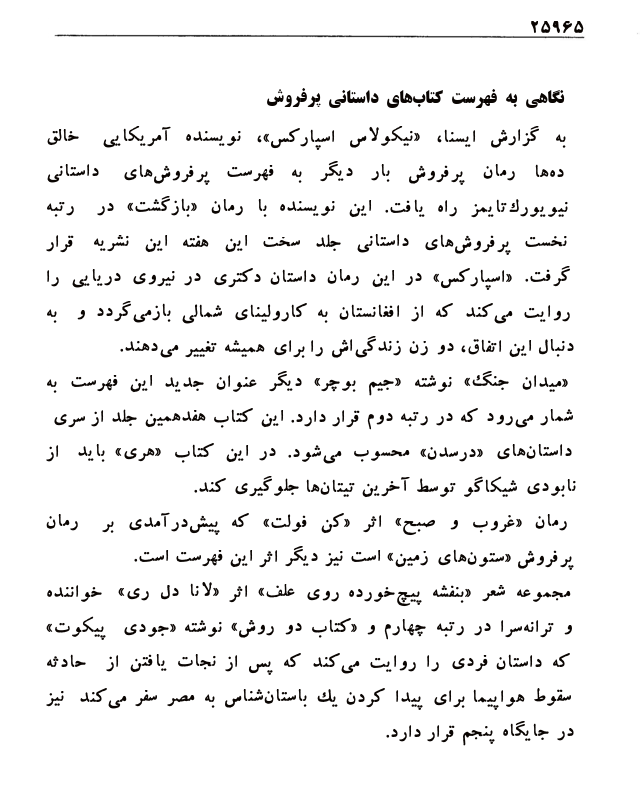 ۲۵۹۶۵
نگاهی به فهرست کتاب‌های داستانی پرفروش
به گزارش ایسنا، «نیکولاس اسپارکس»، نویسنده آمریکایی خالق
ده‌ها رمان پرفروش بار دیگر به فهرست پرفروش‌های داستانی
نیویورك‌تایمز راه یافت. این نویسنده با رمان «بازگشت» در رتبه
نخست پرفروش‌های داستانی جلد سخت این هفته این نشریه قرار
گرفت. «اسپارکس» در این رمان داستان دکتری در نیروی دریایی را
روایت می‌کند که از افغانستان به کارولینای شمالی بازمی‌گردد و به
دنبال این اتفاق، دو زن زندگی‌اش را برای همیشه تغییر می‌دهند.
«میدان جنگ» نوشته «جیم بوچر» دیگر عنوان جدید این فهرست به
شمار می‌رود که در رتبه دوم قرار دارد. این کتاب هفدهمین جلد از سری
داستان‌های «درسدن» محسوب می‌شود. در این کتاب «هری» باید از
نابودی شیکاگو توسط آخرین تیتان‌ها جلوگیری کند.
رمان «غروب و صبح» اثر «کن فولت» که پیش‌درآمدی بر رمان
پرفروش «ستون‌های زمین» است نیز دیگر اثر این فهرست است.
مجموعه شعر «بنفشه پیچ‌خورده روی علف» اثر «لانا دل ری» خواننده
و ترانه‌سرا در رتبه چهارم و «کتاب دو روش» نوشته «جودی پیکوت»
که داستان فردی را روایت می‌کند که پس از نجات یافتن از حادثه
سقوط هواپیما برای پیدا کردن یك باستان‌شناس به مصر سفر می‌کند نیز
در جایگاه پنجم قرار دارد.